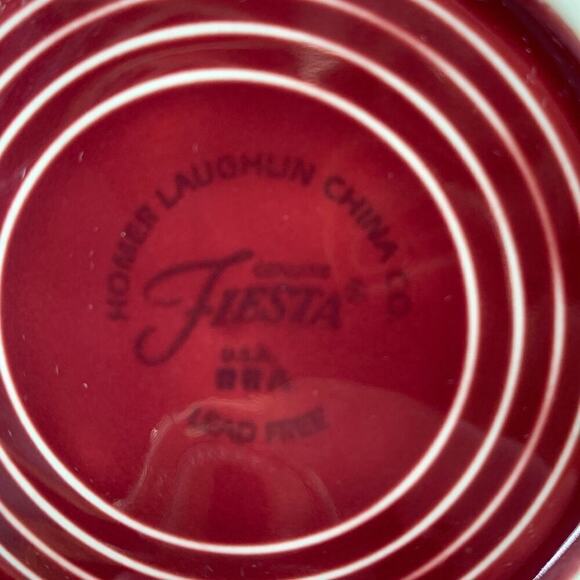 HOMER LAUGHLIN CHINA CO.
GENUINE
FIESTA®
U.S.A.
LEAD FREE